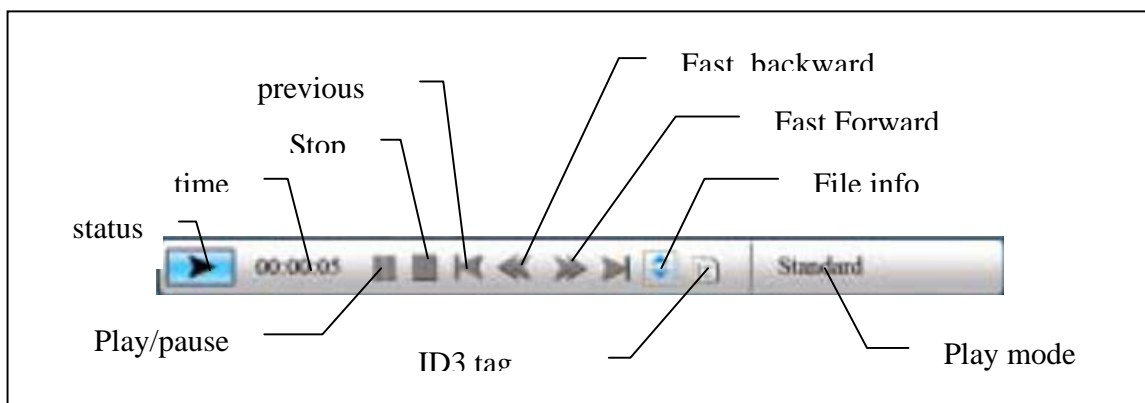 Fast backward
previous
Fast Forward
Stop
time
File info
status
00:00:05
Standard
Play/pause
ID3 tag
Play mode